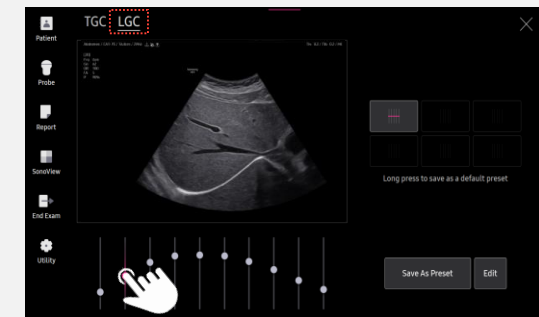 TGC LGC
Patient
Probe
Report
SonoView
End Exam
Utility
Long press to save as a default preset
Save As Preset
Edit